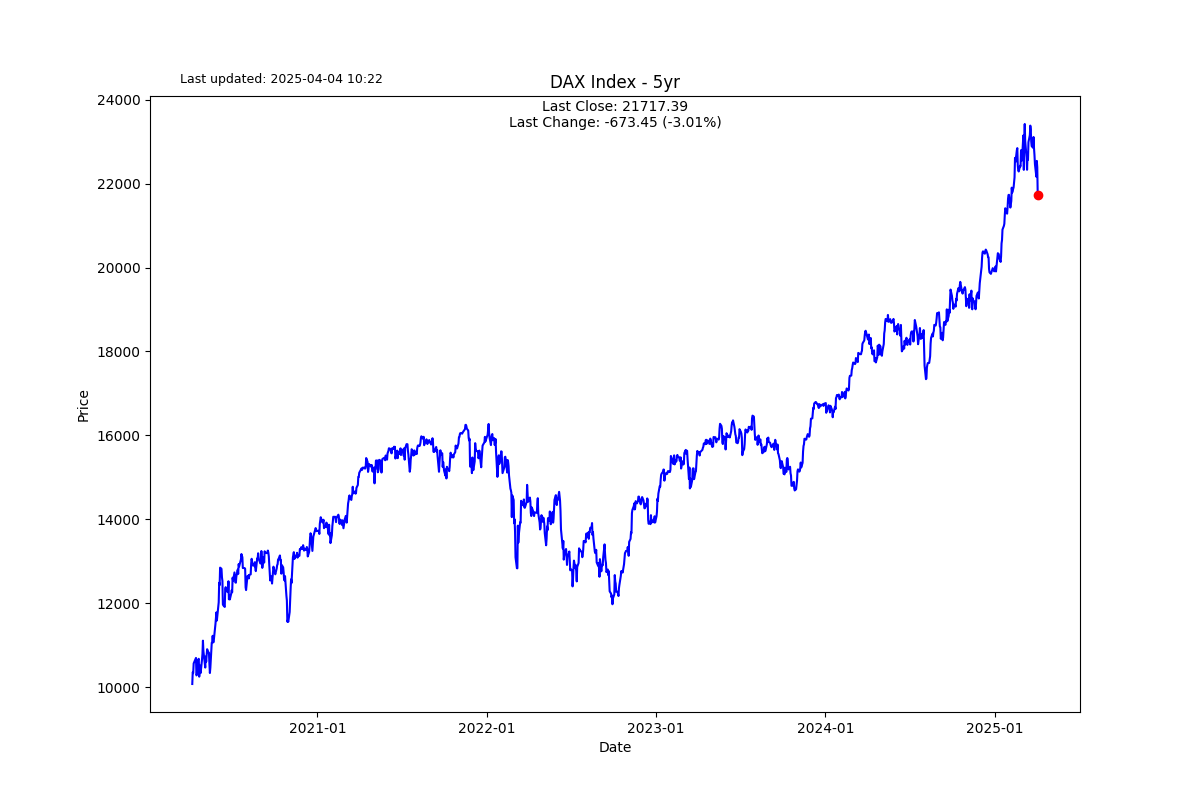 Last updated: 2025-04-04 10:22
DAX Index - 5yr
Last Close: 21717.39
Last Change: -673.45 (-3.01%)
24000
22000
20000
18000
16000
14000
12000
10000
Price
2021-01
2022-01
2023-01
2024-01
2025-01
Date